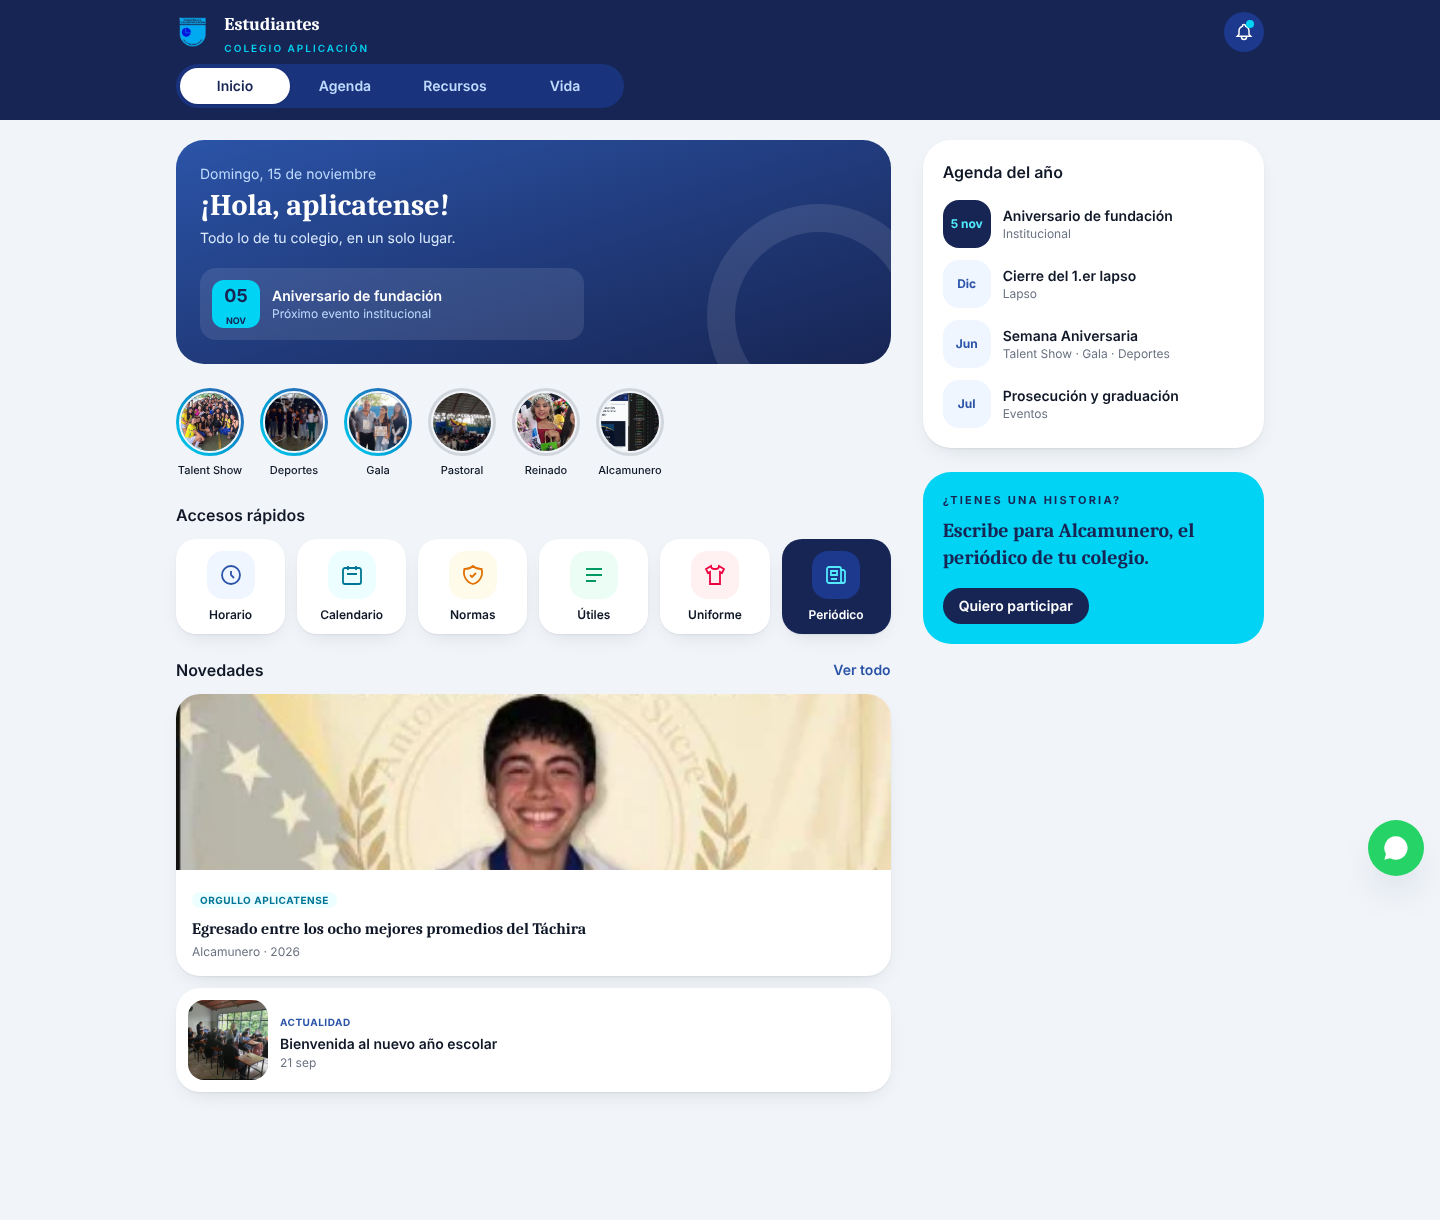 Estudiantes
COLEGIO APLICACIÓN
Inicio
Agenda
Recursos
Vida
Domingo, 15 de noviembre
¡Hola, aplicatense!
Todo lo de tu colegio, en un solo lugar.
05
NOV
Aniversario de fundación
Próximo evento institucional
Talent Show
Deportes
Gala
Pastoral
Reinado
Alcamunero
Accesos rápidos
Horario
Calendario
Normas
Útiles
Uniforme
Periódico
Novedades
Ver todo
Sucre
ORGULLO APLICATENSE
Egresado entre los ocho mejores promedios del Táchira
Alcamunero · 2026
ACTUALIDAD
Bienvenida al nuevo año escolar
21 sep
Agenda del año
5 nov
Aniversario de fundación
Institucional
Dic
Cierre del 1.er lapso
Lapso
Jun
Semana Aniversaria
Talent Show · Gala · Deportes
Jul
Prosecución y graduación
Eventos
¿TIENES UNA HISTORIA?
Escribe para Alcamunero, el
periódico de tu colegio.
Quiero participar